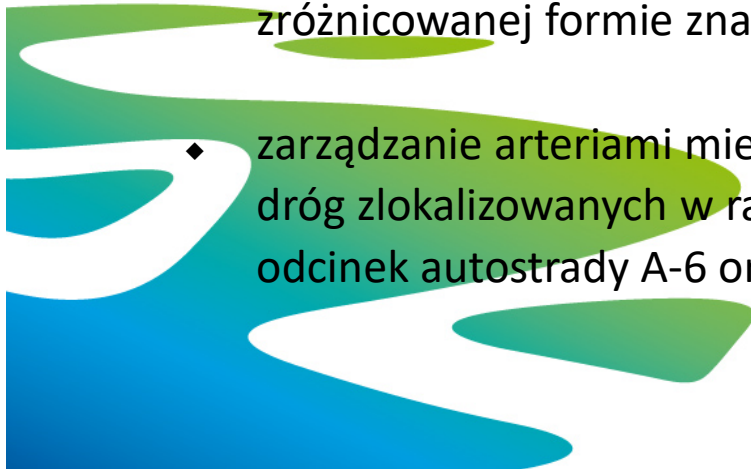 zróżnicowanej formie zna
◆ zarządzanie arteriami mie
dróg zlokalizowanych w ra
odcinek autostrady A-6 or